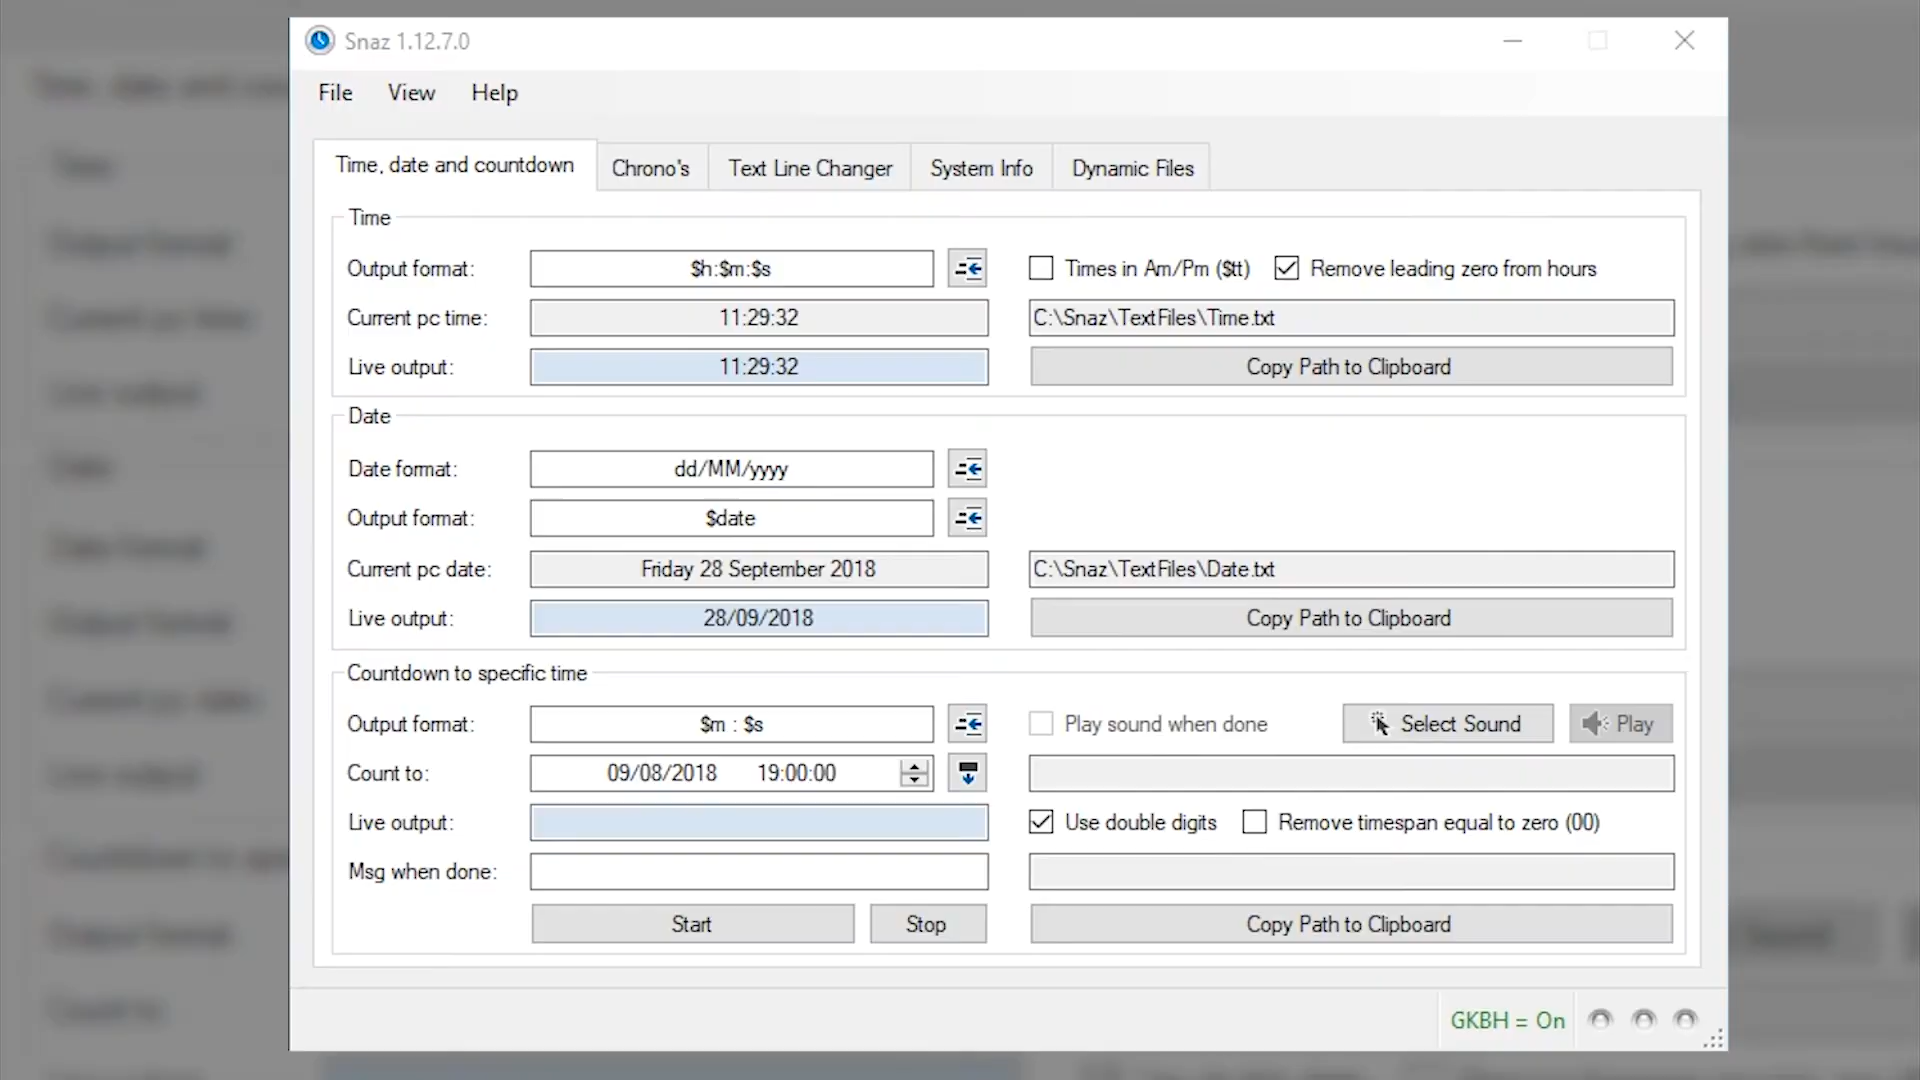 Snaz 1.12.7.0
File View Help
Time, date and countdown Chrono's Text Line Changer System Info Dynamic Files
Time
Output format: $h:$m:$s Times in Am/Pm ($tt) Remove leading zero from hours
Current pc time: 11:29:32 C:\Snaz\TextFiles\Time.txt
Live output: 11:29:32 Copy Path to Clipboard
Date
Date format: dd/MM/yyyy
Output format: $date
Current pc date: Friday 28 September 2018 C:\Snaz\TextFiles\Date.txt
Live output: 28/09/2018 Copy Path to Clipboard
Countdown to specific time
Output format: $m : $s Play sound when done Select Sound Play
Count to: 09/08/2018 19:00:00
Live output: Use double digits Remove timespan equal to zero (00)
Msg when done:
Start Stop Copy Path to Clipboard
GKBH = On